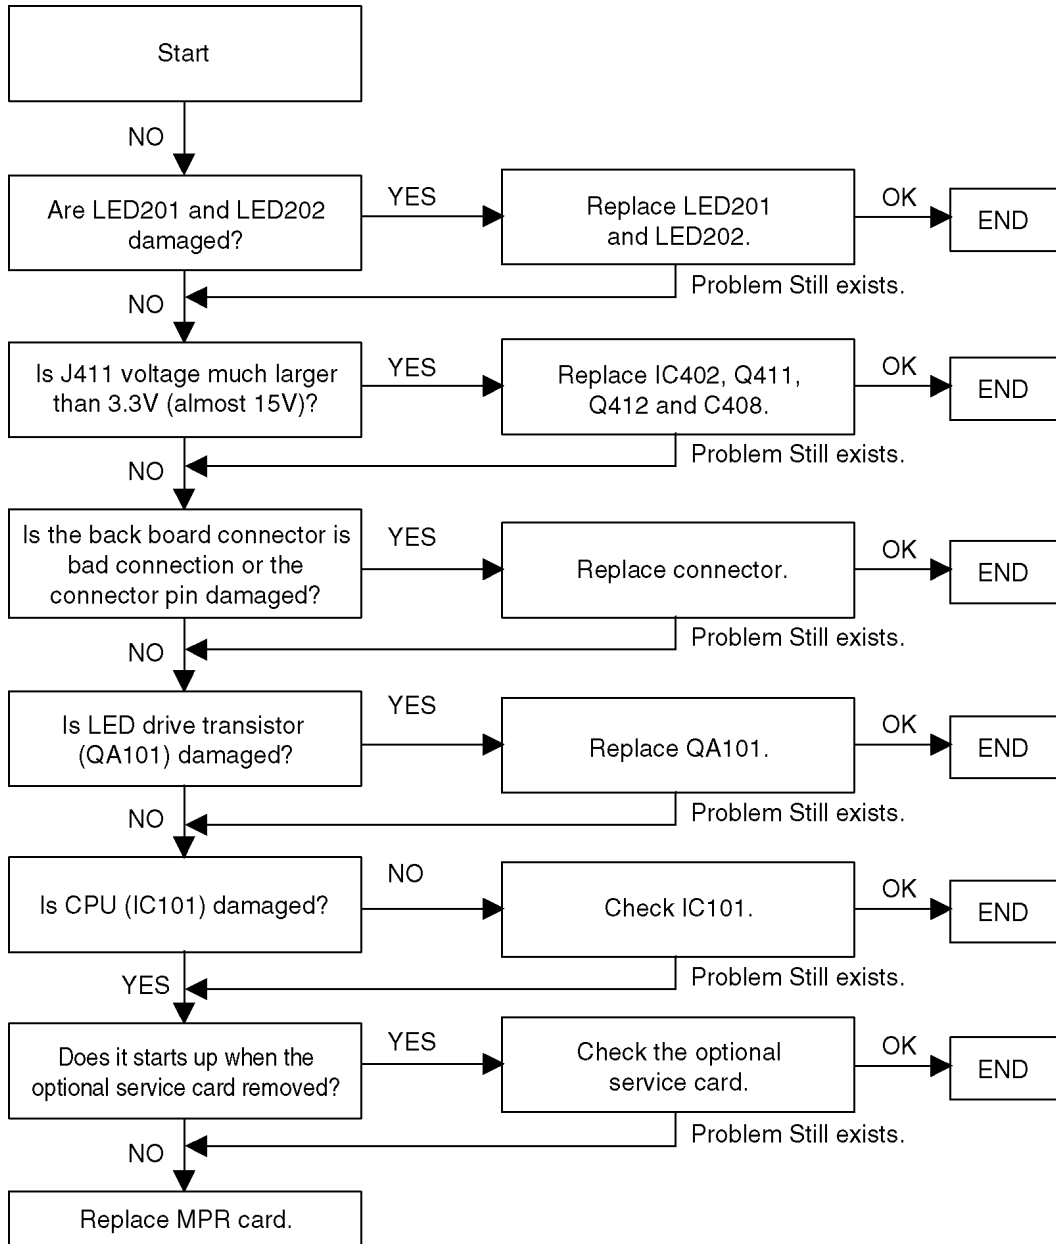 Start
NO
Are LED201 and LED202
damaged?
YES
Replace LED201
and LED202.
OK
END
Problem Still exists.
NO
Is J411 voltage much larger
than 3.3V (almost 15V)?
YES
Replace IC402, Q411,
Q412 and C408.
OK
END
Problem Still exists.
NO
Is the back board connector is
bad connection or the
connector pin damaged?
YES
Replace connector.
OK
END
Problem Still exists.
NO
Is LED drive transistor
(QA101) damaged?
YES
Replace QA101.
OK
END
Problem Still exists.
NO
Is CPU (IC101) damaged?
NO
Check IC101.
OK
END
Problem Still exists.
YES
Does it starts up when the
optional service card removed?
YES
Check the optional
service card.
OK
END
Problem Still exists.
NO
Replace MPR card.